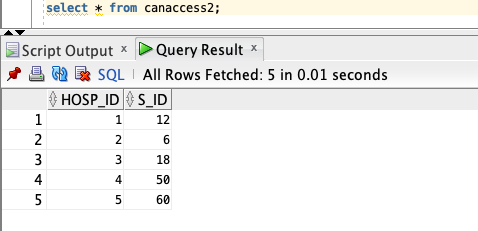 select * from canaccess2;
Script Output x Query Result x
SQL | All Rows Fetched: 5 in 0.01 seconds
HOSP_ID S_ID
1 1 12
2 2 6
3 3 18
4 4 50
5 5 60